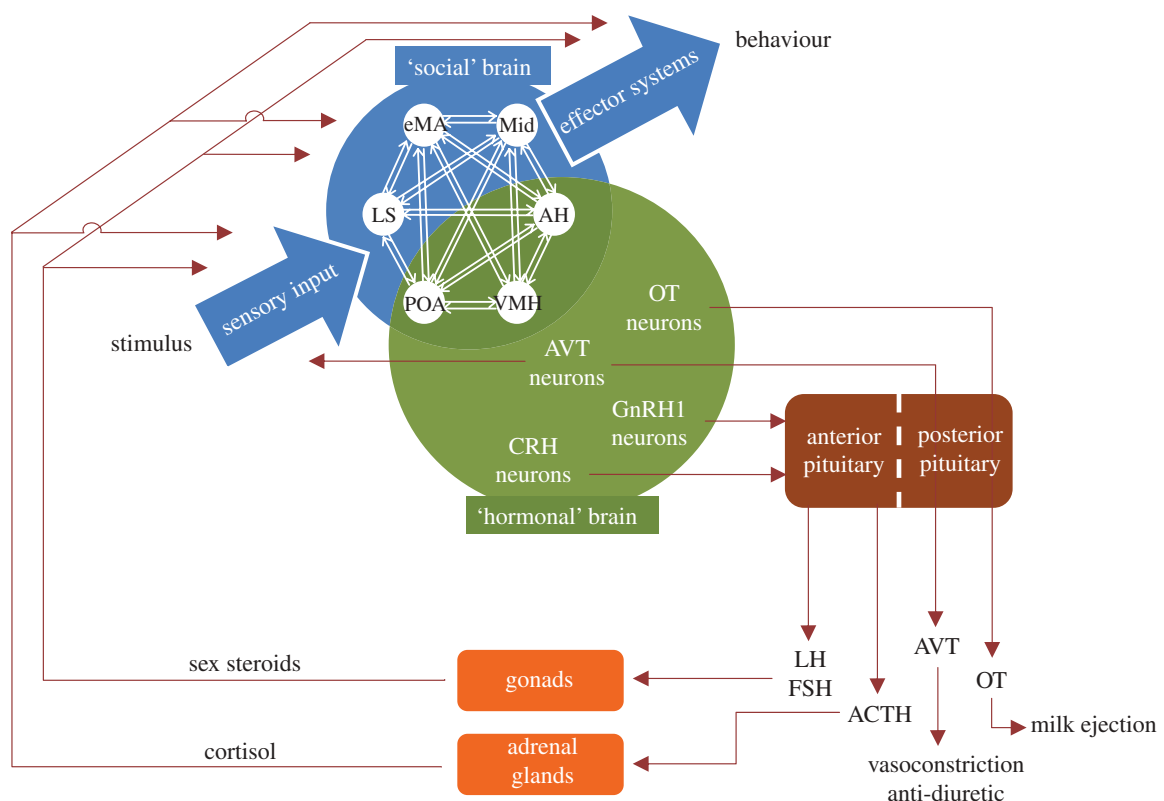 behaviour
effector systems
‘social’ brain
eMA
Mid
LS
AH
sensory input
POA
VMH
OT
neurons
stimulus
AVT
neurons
GnRH1
neurons
anterior
pituitary
posterior
pituitary
CRH
neurons
‘hormonal’ brain
sex steroids
gonads
LH
FSH
AVT
OT
ACTH
milk ejection
cortisol
adrenal
glands
vasoconstriction
anti-diuretic